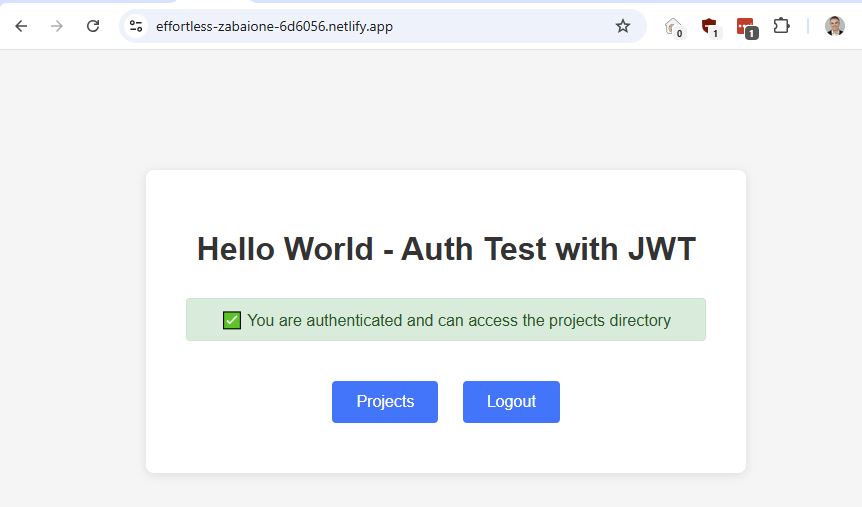 effortless-zabaione-6d6056.netlify.app
0
1
1
Hello World - Auth Test with JWT
✅ You are authenticated and can access the projects directory
Projects
Logout